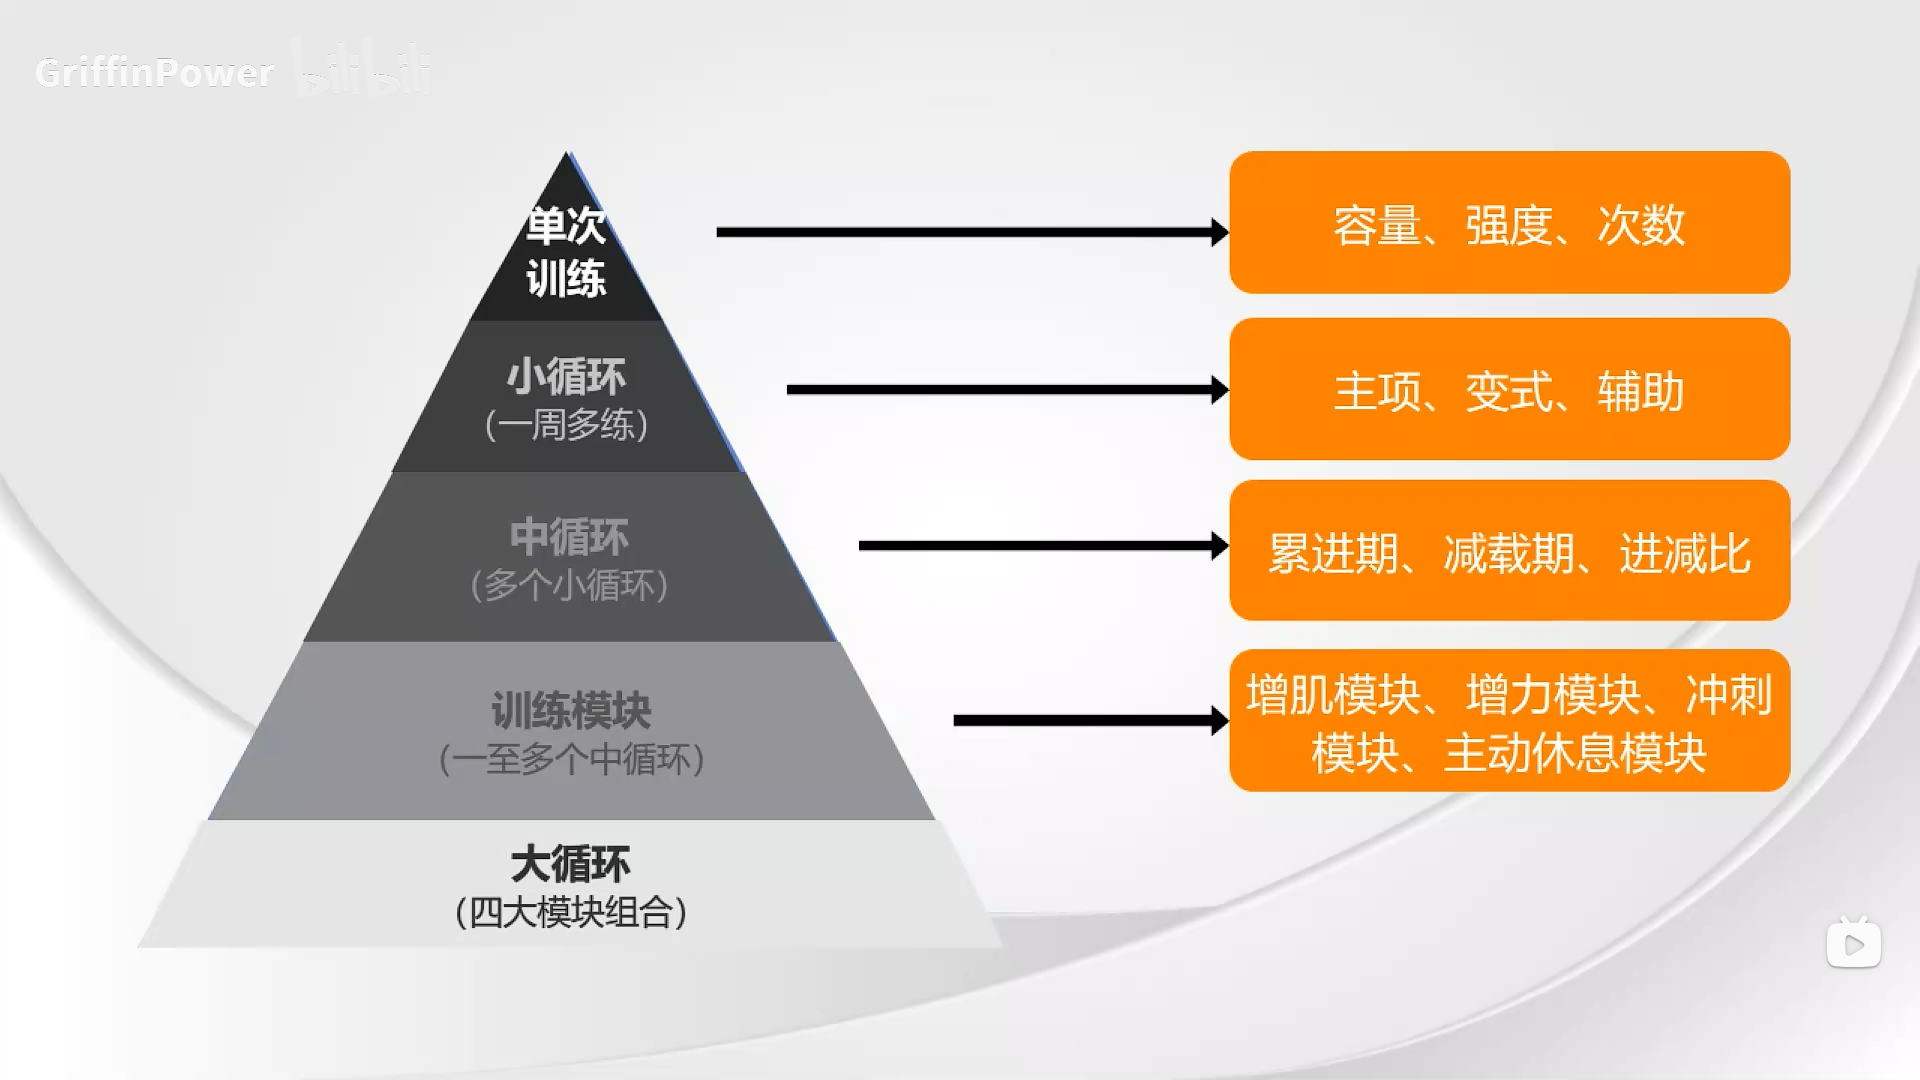 GriffinPower bilibili
单次
训练
容量、强度、次数
小循环
（一周多练）
主项、变式、辅助
中循环
（多个小循环）
累进期、减载期、进减比
训练模块
（一至多个中循环）
增肌模块、增力模块、冲刺
模块、主动休息模块
大循环
（四大模块组合）